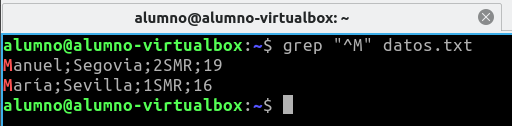 alumno@alumno-virtualbox: ~
alumno@alumno-virtualbox:~$ grep "^M" datos.txt
Manuel;Segovia;2SMR;19
María;Sevilla;1SMR;16
alumno@alumno-virtualbox:~$